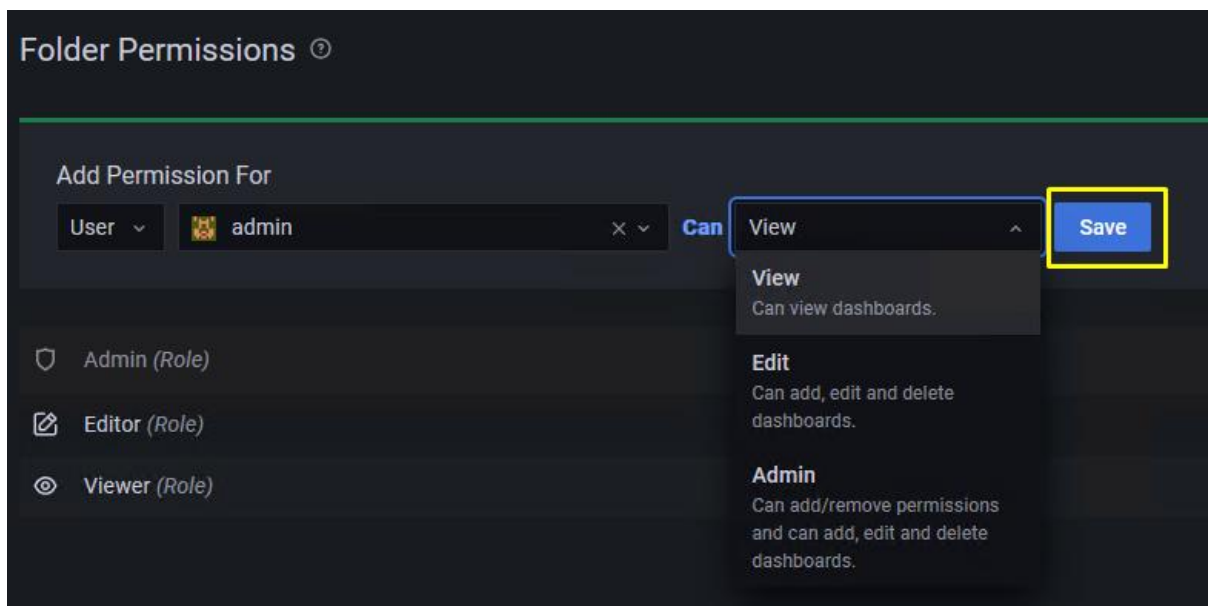 Folder Permissions
Add Permission For
User admin Can View Save
View
Can view dashboards.
Admin (Role)
Edit
Can add, edit and delete
dashboards.
Editor (Role)
Viewer (Role)
Admin
Can add/remove permissions
and can add, edit and delete
dashboards.